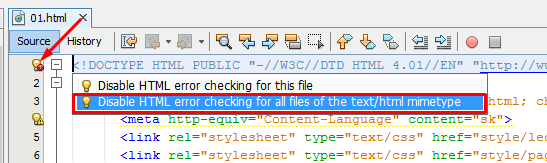 01.html
Source History
<!DOCTYPE HTML PUBLIC "-//W3C//DTD HTML 4.01//EN" "http://ww
2
Disable HTML error checking for this file
3
Disable HTML error checking for all files of the text/html mimetype
html; ch
<meta http-equiv="Content-Language" content="sk">
5 <link rel="stylesheet" type="text/css" href="style/le
6 <link rel="stylesheet" type="text/css" href="style/pa